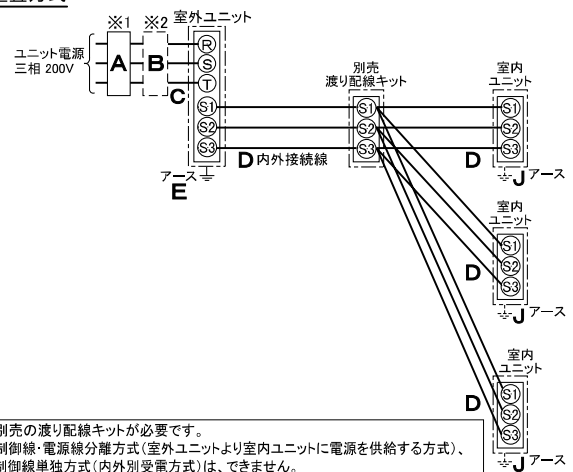 ※1 ※2 室外ユニット
ユニット電源
三相 200V
A B C
R
S
T
S1
S2
S3
アース
E
D 内外接続線
別売
渡り配線キット
S1
S2
S3
室内
ユニット
S1
S2
S3
D
J アース
室内
ユニット
S1
S2
S3
D
J アース
室内
ユニット
S1
S2
S3
D
J アース
別売の渡り配線キットが必要です。
制御線・電源線分離方式(室外ユニットより室内ユニットに電源を供給する方式)、
制御線単独方式(内外別受電方式)は、できません。